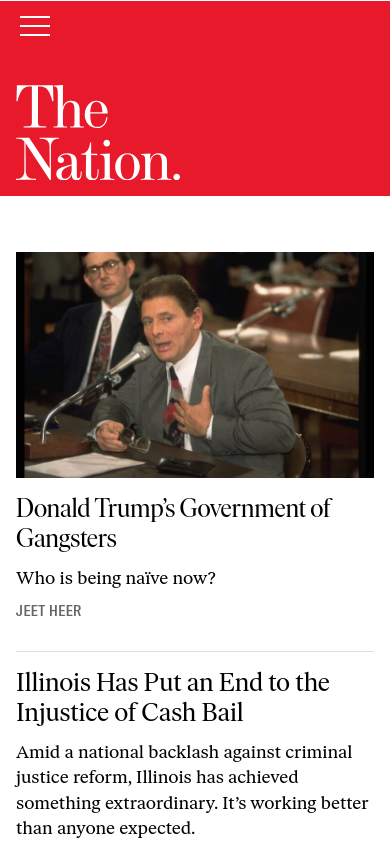 The
Nation.
Donald Trump's Government of
Gangsters
Who is being naïve now?
JEET HEER
Illinois Has Put an End to the
Injustice of Cash Bail
Amid a national backlash against criminal
justice reform, Illinois has achieved
something extraordinary. It's working better
than anyone expected.